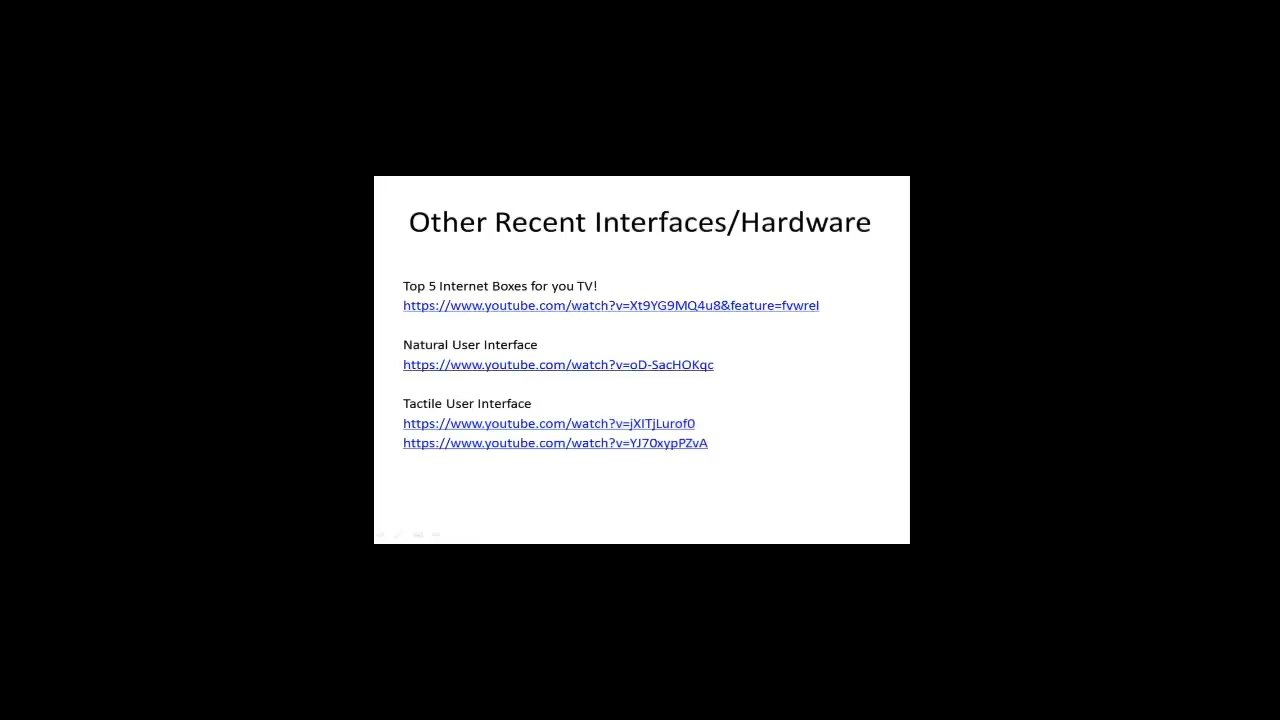 Other Recent Interfaces/Hardware
Top 5 Internet Boxes for you TV!
https://www.youtube.com/watch?v=Xt9YG9MQ4u8&feature=fvwrel
Natural User Interface
https://www.youtube.com/watch?v=oD-SacHOKqc
Tactile User Interface
https://www.youtube.com/watch?v=jXITjLurof0
https://www.youtube.com/watch?v=YJ70xypPZvA